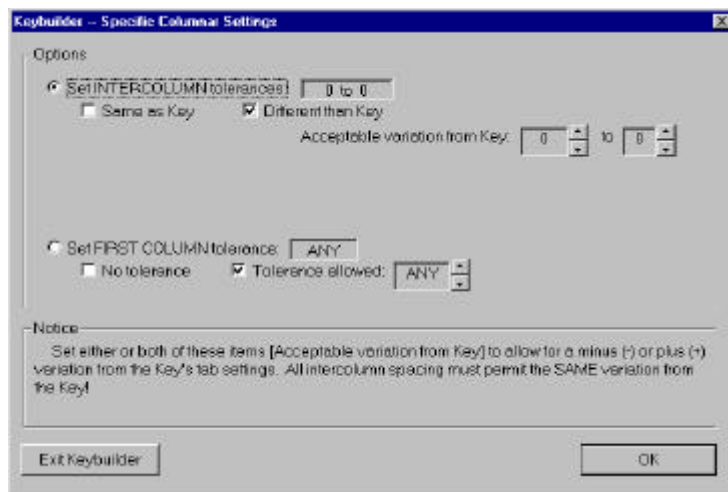 Keybuilder -- Specific Columnar Settings
Options
Set INTERCOLUMN tolerances: 0 to 0
Same as Key Different than Key
Acceptable variation from Key: 0 to 0
Set FIRST COLUMN tolerance: ANY
No tolerance Tolerance allowed: ANY
Notice
Set either or both of these items [Acceptable variation from Key] to allow for a minus (-) or plus (+)
variation from the Key's tab settings. All intercolumn spacing must permit the SAME variation from
the Key!
Exit Keybuilder OK